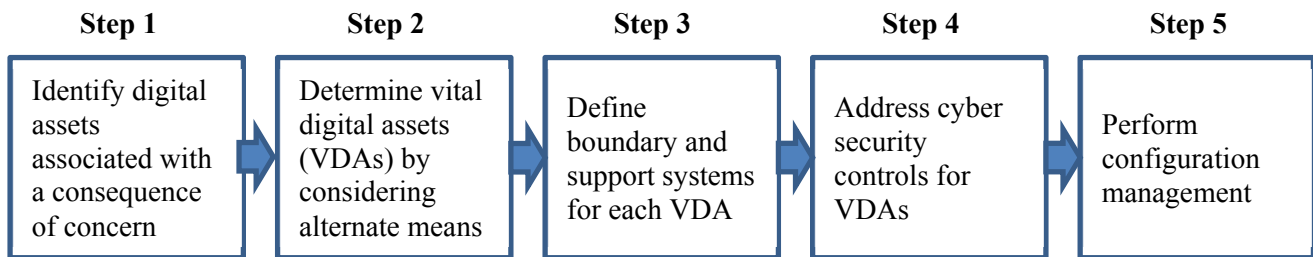 Step 1
Step 2
Step 3
Step 4
Step 5
Identify digital
assets
associated with
a consequence
of concern
Determine vital
digital assets
(VDAs) by
considering
alternate means
Define
boundary and
support systems
for each VDA
Address cyber
security
controls for
VDAs
Perform
configuration
management